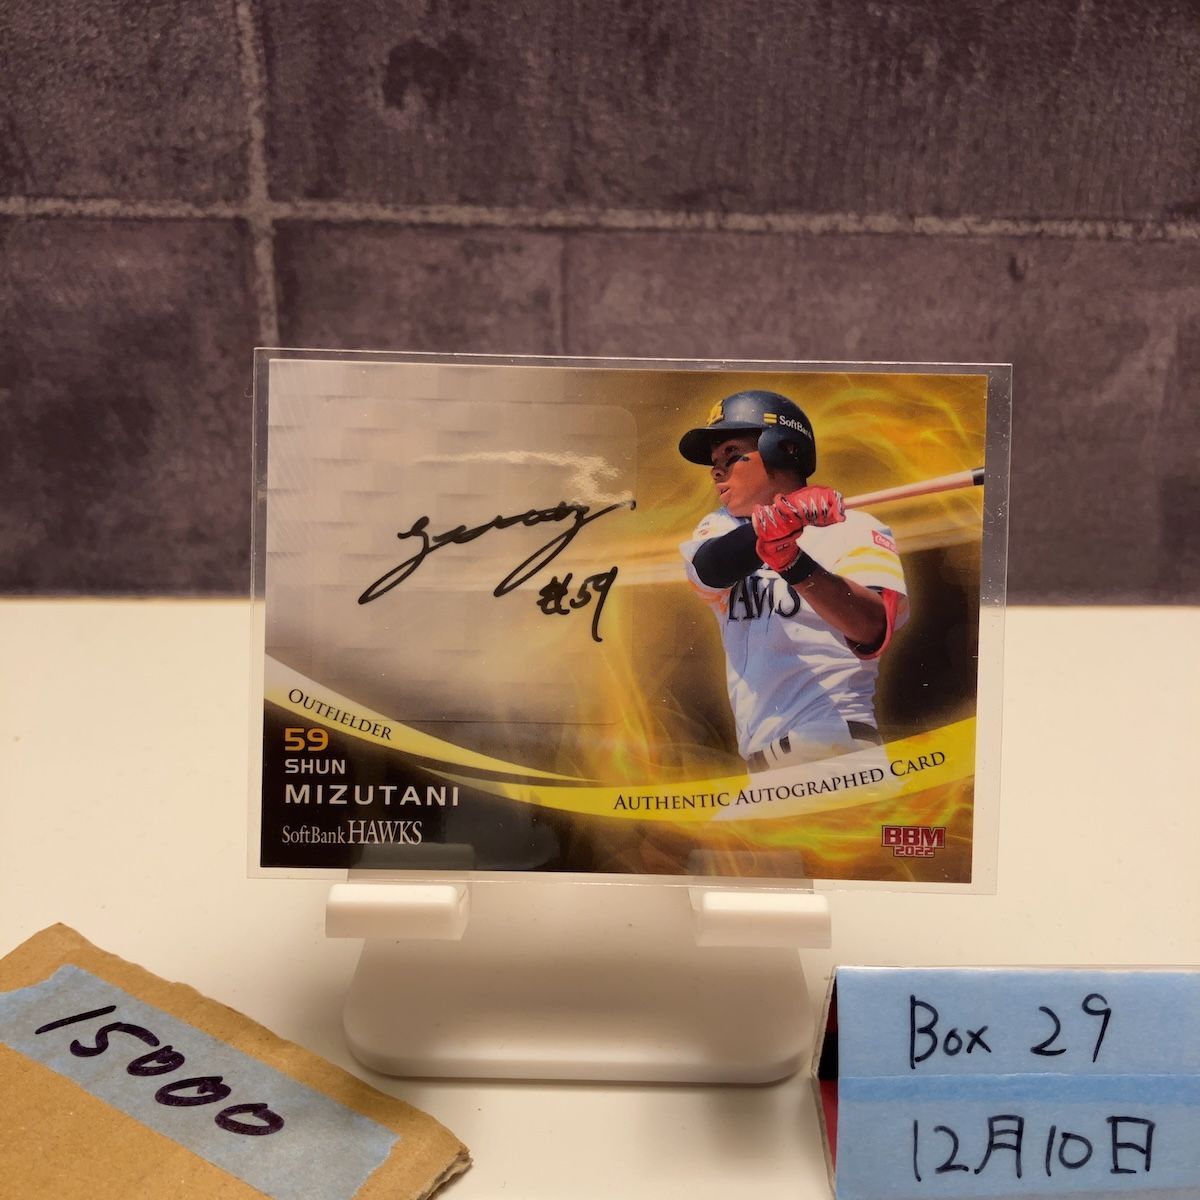 SoftBank
HAWKS
#59
OUTFIELDER
59
SHUN
MIZUTANI
SoftBank HAWKS
AUTHENTIC AUTOGRAPHED CARD
BBM
2022
15000
Box 29
12月10日